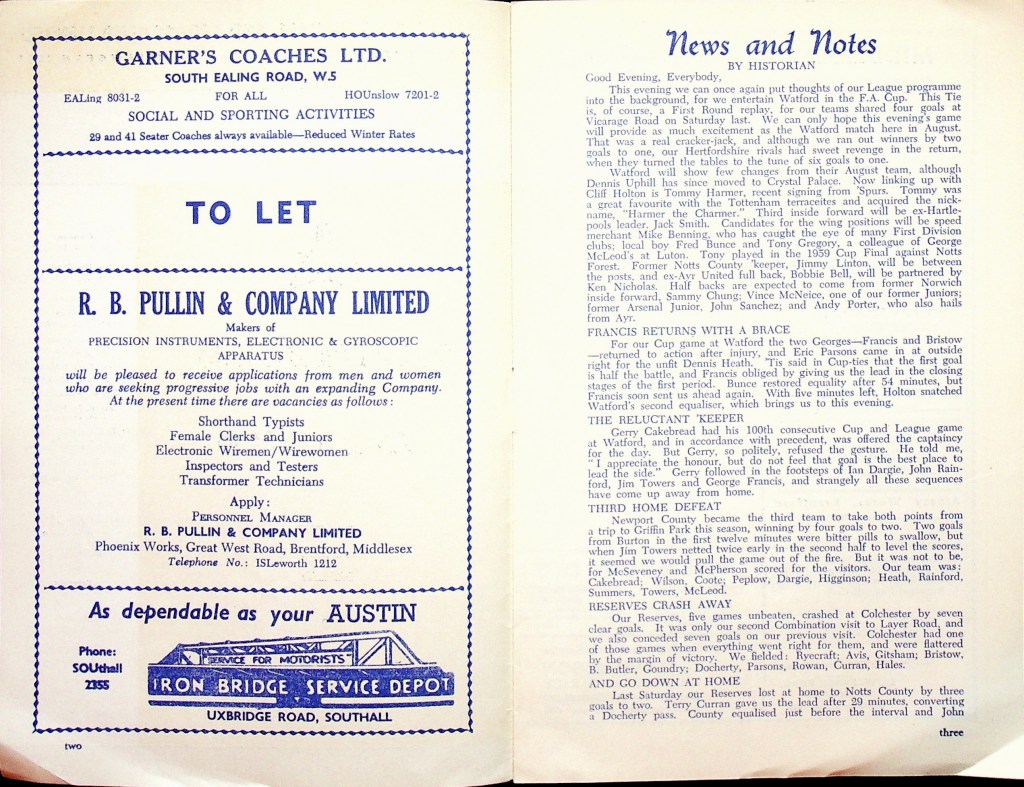 GARNER'S COACHES LTD.
SOUTH EALING ROAD, W.5
EALing 8031-2 FOR ALL HOUnslow 7201-2
SOCIAL AND SPORTING ACTIVITIES
29 and 41 Seater Coaches always available—Reduced Winter Rates
TO LET
R. B. PULLIN & COMPANY LIMITED
Makers of
PRECISION INSTRUMENTS, ELECTRONIC & GYROSCOPIC
APPARATUS
will be pleased to receive applications from men and women
who are seeking progressive jobs with an expanding Company.
At the present time there are vacancies as follows :
Shorthand Typists
Female Clerks and Juniors
Electronic Wiremen/Wirewomen
Inspectors and Testers
Transformer Technicians
Apply :
PERSONNEL MANAGER
R. B. PULLIN & COMPANY LIMITED
Phoenix Works, Great West Road, Brentford, Middlesex
Telephone No.: ISLeworth 1212
As dependable as your AUSTIN
Phone:
SOUthall
2355
SERVICE FOR MOTORISTS
IRON BRIDGE SERVICE DEPOT
UXBRIDGE ROAD, SOUTHALL
two
News and Notes
BY HISTORIAN
Good Evening, Everybody,
This evening we can once again put thoughts of our League programme
into the background, for we entertain Watford in the F.A. Cup. This Tie
is, of course, a First Round replay, for our teams shared four goals at
Vicarage Road on Saturday last. We can only hope this evening's game
will provide as much excitement as the Watford match here in August.
That was a real cracker-jack, and although we ran out winners by two
goals to one, our Hertfordshire rivals had sweet revenge in the return,
when they turned the tables to the tune of six goals to one.
Watford will show few changes from their August team, although
Dennis Uphill has since moved to Crystal Palace. Now linking up with
Cliff Holton is Tommy Harmer, recent signing from 'Spurs. Tommy was
a great favourite with the Tottenham terraceites and acquired the nick-
name, "Harmer the Charmer." Third inside forward will be ex-Hartle-
pools leader, Jack Smith. Candidates for the wing positions will be speed
merchant Mike Benning, who has caught the eye of many First Division
clubs; local boy Fred Bunce and Tony Gregory, a colleague of George
McLeod's at Luton. Tony played in the 1959 Cup Final against Notts
Forest. Former Notts County 'keeper, Jimmy Linton, will be between
the posts, and ex-Ayr United full back, Bobbie Bell, will be partnered by
Ken Nicholas. Half backs are expected to come from former Norwich
inside forward, Sammy Chung; Vince McNeice, one of our former Juniors;
former Arsenal Junior, John Sanchez; and Andy Porter, who also hails
from Ayr.
FRANCIS RETURNS WITH A BRACE
For our Cup game at Watford the two Georges—Francis and Bristow
—returned to action after injury, and Eric Parsons came in at outside
right for the unfit Dennis Heath. 'Tis said in Cup-ties that the first goal
is half the battle, and Francis obliged by giving us the lead in the closing
stages of the first period. Bunce restored equality after 54 minutes, but
Francis soon sent us ahead again. With five minutes left, Holton snatched
Watford's second equaliser, which brings us to this evening.
THE RELUCTANT 'KEEPER
Gerry Cakebread had his 100th consecutive Cup and League game
at Watford, and in accordance with precedent, was offered the captaincy
for the day. But Gerry, so politely, refused the gesture. He told me,
" I appreciate the honour, but do not feel that goal is the best place to
lead the side." Gerry followed in the footsteps of Ian Dargie, John Rain-
ford, Jim Towers and George Francis, and strangely all these sequences
have come up away from home.
THIRD HOME DEFEAT
Newport County became the third team to take both points from
a trip to Griffin Park this season, winning by four goals to two. Two goals
from Burton in the first twelve minutes were bitter pills to swallow, but
when Jim Towers netted twice early in the second half to level the scores,
it seemed we would pull the game out of the fire. But it was not to be,
for McSeveney and McPherson scored for the visitors. Our team was:
Cakebread; Wilson, Coote; Peplow, Dargie, Higginson; Heath, Rainford,
Summers, Towers, McLeod.
RESERVES CRASH AWAY
Our Reserves, five games unbeaten, crashed at Colchester by seven
clear goals. It was only our second Combination visit to Layer Road, and
we also conceded seven goals on our previous visit. Colchester had one
of those games when everything went right for them, and were flattered
by the margin of victory. We fielded: Ryecraft; Avis, Gitsham; Bristow,
B. Butler, Goundry; Docherty, Parsons, Rowan, Curran, Hales.
AND GO DOWN AT HOME
Last Saturday our Reserves lost at home to Notts County by three
goals to two. Terry Curran gave us the lead after 29 minutes, converting
a Docherty pass. County equalised just before the interval and John
three